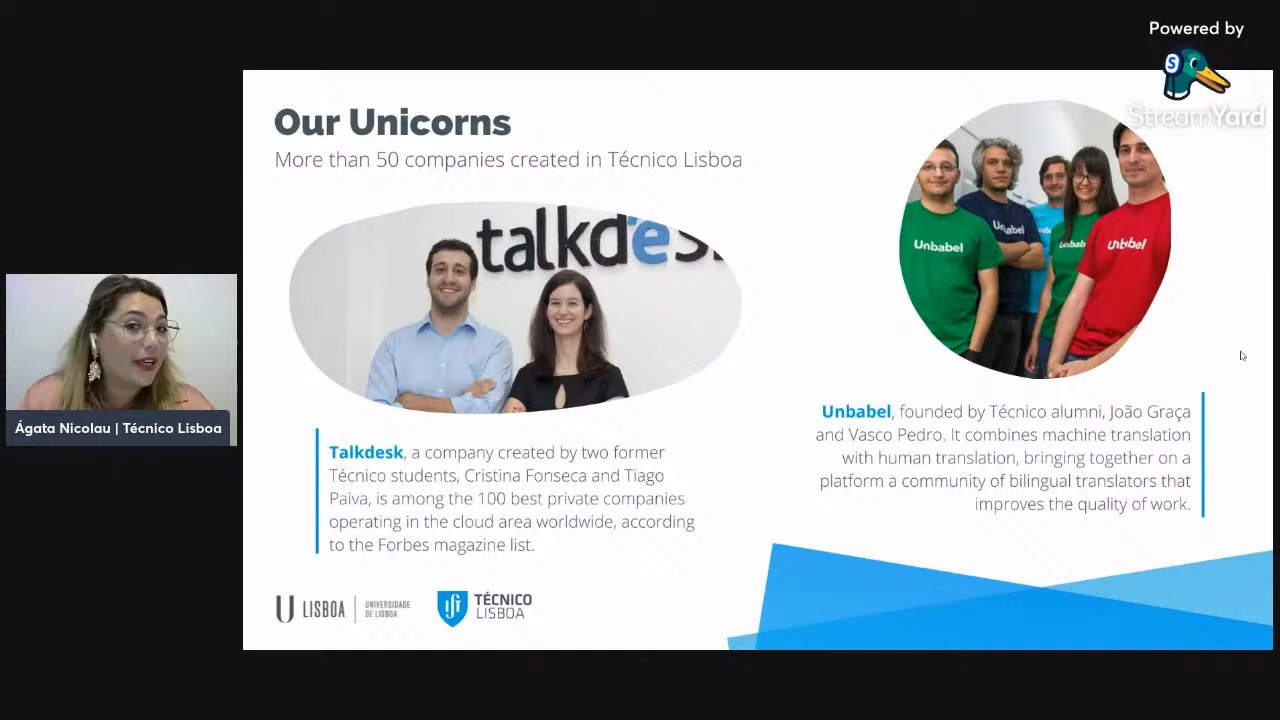 Powered by
StreamYard
Our Unicorns
More than 50 companies created in Técnico Lisboa
talkdes
Unbabel
Unbabel
Unbabel
Unbabel
Ágata Nicolau | Técnico Lisboa
Talkdesk, a company created by two former
Técnico students, Cristina Fonseca and Tiago
Paiva, is among the 100 best private companies
operating in the cloud area worldwide, according
to the Forbes magazine list.
Unbabel, founded by Técnico alumni, João Graça
and Vasco Pedro. It combines machine translation
with human translation, bringing together on a
platform a community of bilingual translators that
improves the quality of work.
U LISBOA | UNIVERSIDADE
DE LISBOA
TÉCNICO
LISBOA